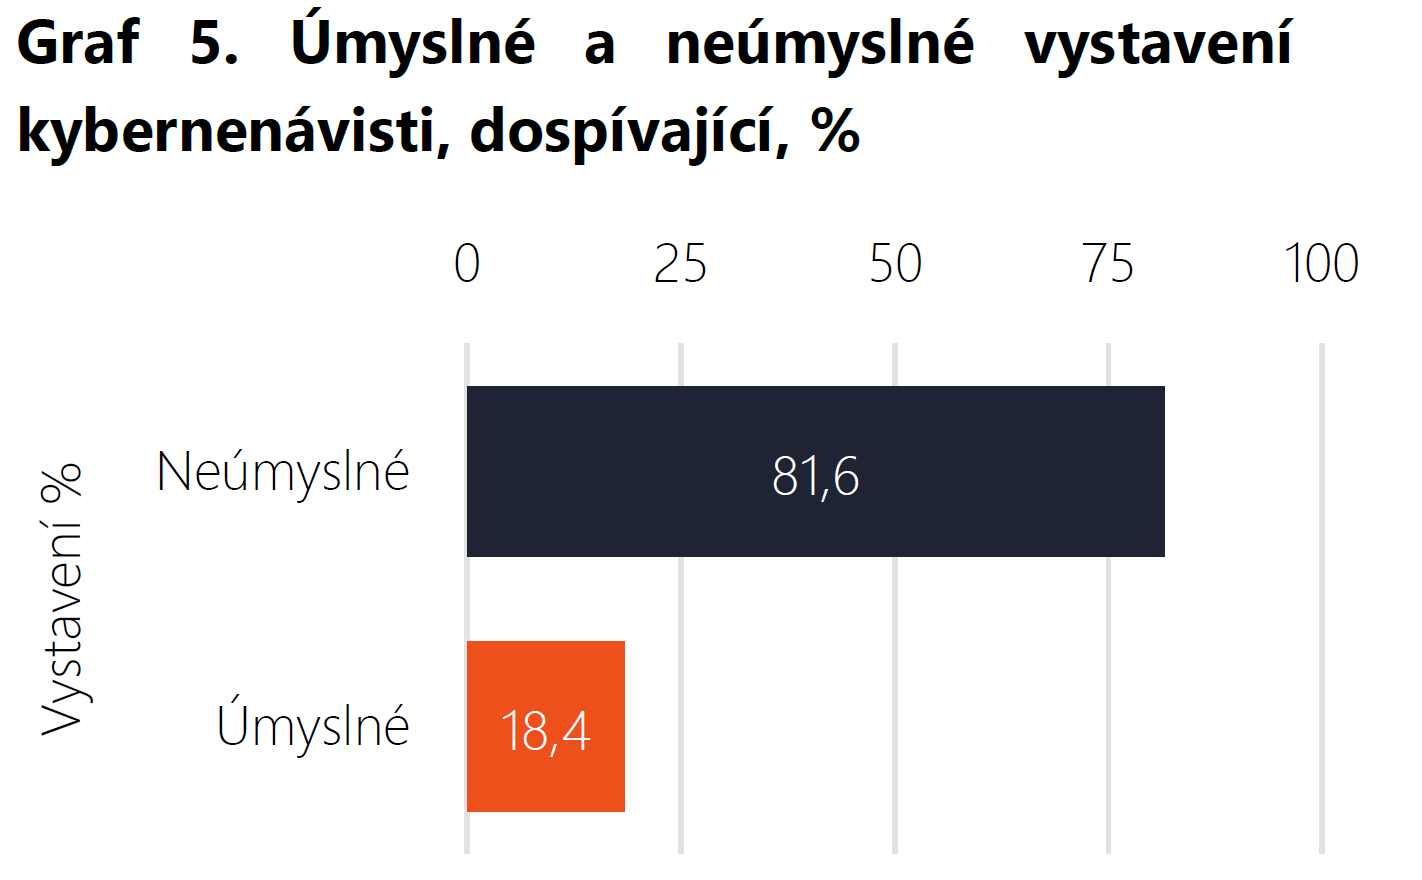 Graf 5. Úmyslné a neúmyslné vystavení
kybernenávisti, dospívající, %
0 25 50 75 100
Vystavení %
Neúmyslné 81,6
Úmyslné 18,4